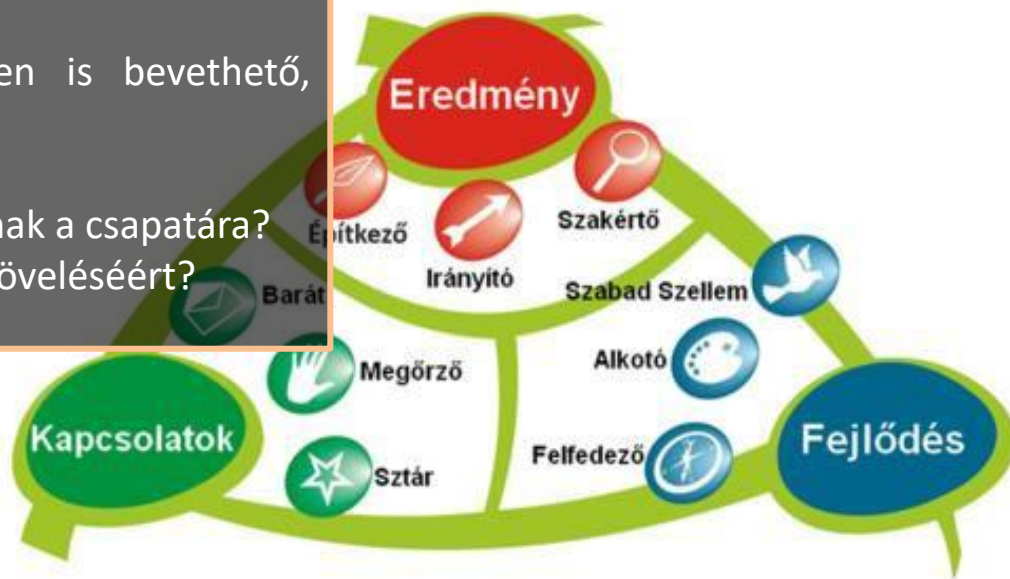 en is bevethető,
nak a csapatára?
öveléséért?
Eredmény
Építkező
Irányító
Szakértő
Barát
Szabad Szellem
Megőrző
Alkotó
Kapcsolatok
Sztár
Felfedező
Fejlődés